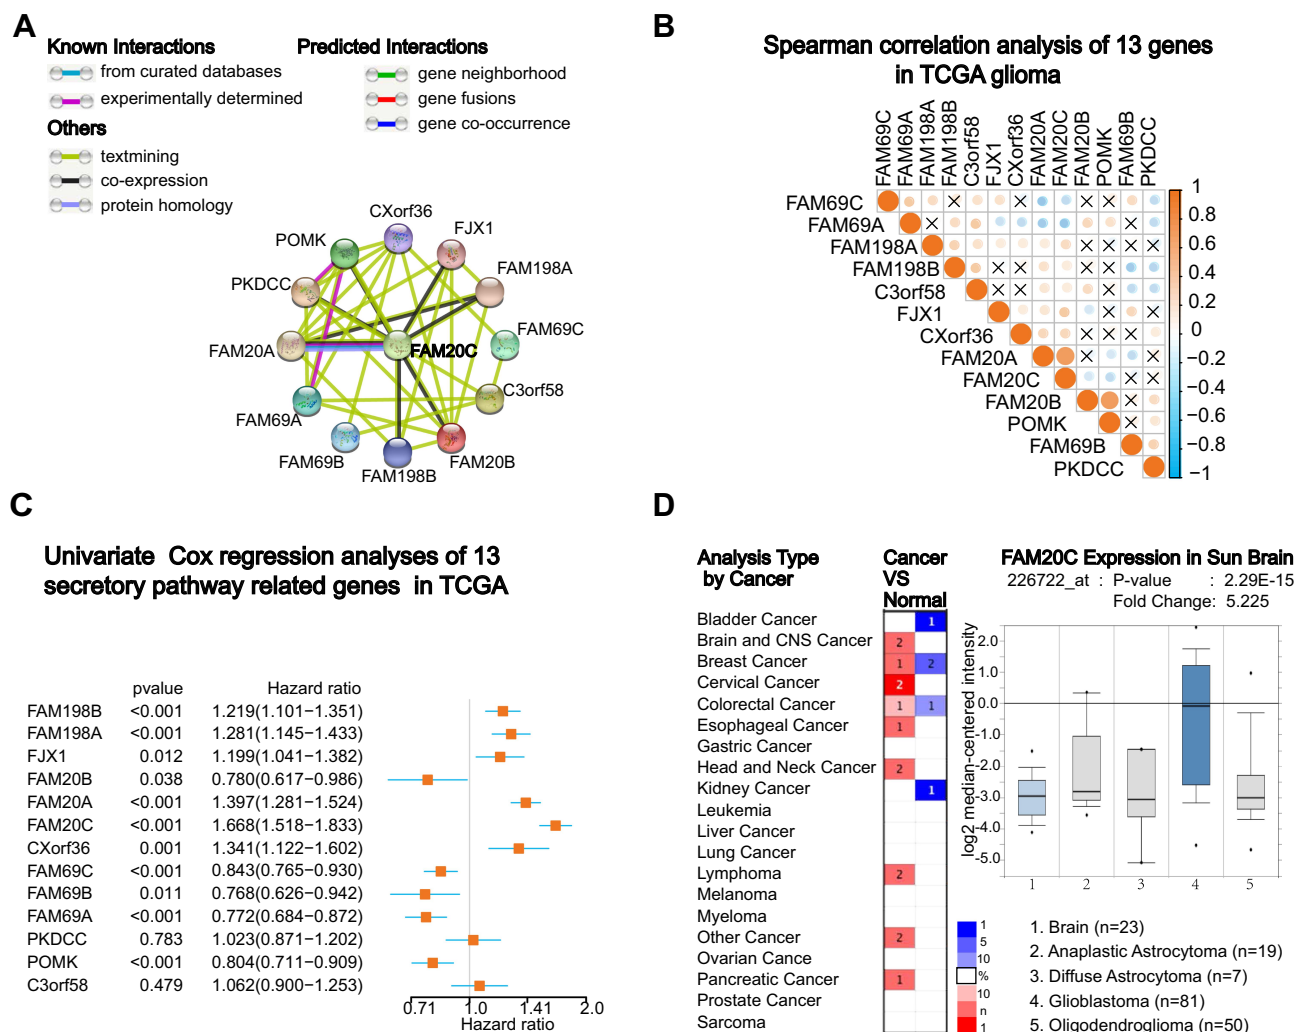 A
Known Interactions
from curated databases
experimentally determined
Others
textmining
co-expression
protein homology
Predicted Interactions
gene neighborhood
gene fusions
gene co-occurrence
CXorf36
POMK
FJX1
FAM198A
PKDCC
FAM69C
FAM20A
FAM20C
C3orf58
FAM69A
FAM69B
FAM198B
FAM20B
B
Spearman correlation analysis of 13 genes
in TCGA glioma
FAM69C
FAM69A
FAM198A
FAM198B
C3orf58
FJX1
CXorf36
FAM20A
FAM20C
FAM20B
POMK
FAM69B
PKDCC
FAM69C
FAM69A
FAM198A
FAM198B
C3orf58
FJX1
CXorf36
FAM20A
FAM20C
FAM20B
POMK
FAM69B
PKDCC
1
0.8
0.6
0.4
0.2
0
−0.2
−0.4
−0.6
−0.8
−1
C
Univariate Cox regression analyses of 13
secretory pathway related genes in TCGA
pvalue Hazard ratio
FAM198B <0.001 1.219(1.101−1.351)
FAM198A <0.001 1.281(1.145−1.433)
FJX1 0.012 1.199(1.041−1.382)
FAM20B 0.038 0.780(0.617−0.986)
FAM20A <0.001 1.397(1.281−1.524)
FAM20C <0.001 1.668(1.518−1.833)
CXorf36 0.001 1.341(1.122−1.602)
FAM69C <0.001 0.843(0.765−0.930)
FAM69B 0.011 0.768(0.626−0.942)
FAM69A <0.001 0.772(0.684−0.872)
PKDCC 0.783 1.023(0.871−1.202)
POMK <0.001 0.804(0.711−0.909)
C3orf58 0.479 1.062(0.900−1.253)
0.71 1.0 1.41 2.0
Hazard ratio
D
Analysis Type
by Cancer
Cancer
VS
Normal
Bladder Cancer 1
Brain and CNS Cancer 2
Breast Cancer 1 2
Cervical Cancer 2
Colorectal Cancer 1 1
Esophageal Cancer 1
Gastric Cancer
Head and Neck Cancer 2
Kidney Cancer 1
Leukemia
Liver Cancer
Lung Cancer
Lymphoma 2
Melanoma
Myeloma
Other Cancer 2
Ovarian Cance
Pancreatic Cancer 1
Prostate Cancer
Sarcoma
1
5
10
%
10
n
1
FAM20C Expression in Sun Brain
226722_at : P-value : 2.29E-15
Fold Change: 5.225
log2 median-centered intensity
2.0
1.0
0.0
-1.0
-2.0
-3.0
-4.0
-5.0
1 2 3 4 5
1. Brain (n=23)
2. Anaplastic Astrocytoma (n=19)
3. Diffuse Astrocytoma (n=7)
4. Glioblastoma (n=81)
5. Oligodendroglioma (n=50)